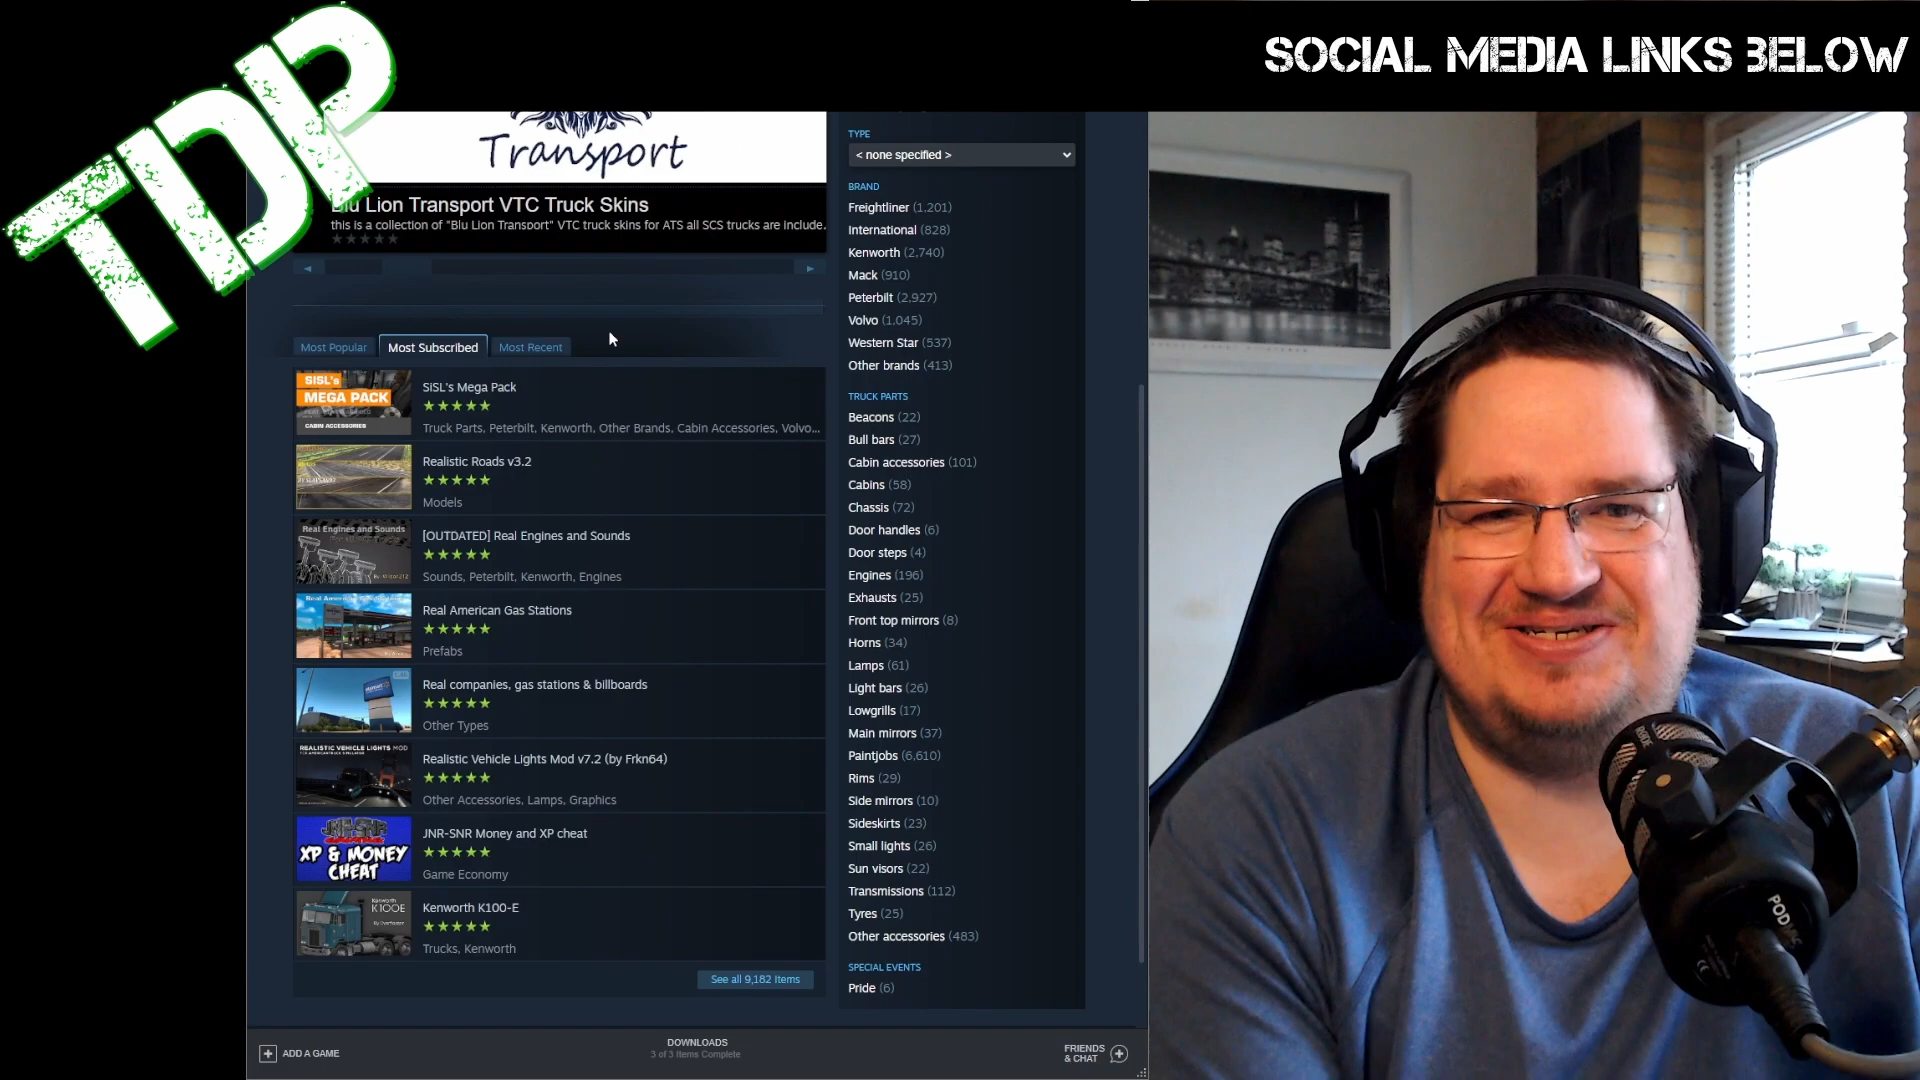 TDP
SOCIAL MEDIA LINKS BELOW
Transport
Blu Lion Transport VTC Truck Skins
this is a collection of "Blu Lion Transport" VTC truck skins for ATS all SCS trucks are include.
Most Popular
Most Subscribed
Most Recent
SISL's
MEGA PACK
CABIN ACCESSORIES
SiSL's Mega Pack
Truck Parts, Peterbilt, Kenworth, Other Brands, Cabin Accessories, Volvo...
Realistic Roads v3.2
Models
Real Engines and Sounds
[OUTDATED] Real Engines and Sounds
Sounds, Peterbilt, Kenworth, Engines
Real American Gas Stations
Prefabs
Real companies, gas stations & billboards
Other Types
REALISTIC VEHICLE LIGHTS MOD
Realistic Vehicle Lights Mod v7.2 (by Frkn64)
Other Accessories, Lamps, Graphics
JNR-SNR
XP & MONEY
CHEAT
JNR-SNR Money and XP cheat
Game Economy
Kenworth
K100E
Kenworth K100-E
Trucks, Kenworth
See all 9,182 Items
TYPE
< none specified >
BRAND
Freightliner (1,201)
International (828)
Kenworth (2,740)
Mack (910)
Peterbilt (2,927)
Volvo (1,045)
Western Star (537)
Other brands (413)
TRUCK PARTS
Beacons (22)
Bull bars (27)
Cabin accessories (101)
Cabins (58)
Chassis (72)
Door handles (6)
Door steps (4)
Engines (196)
Exhausts (25)
Front top mirrors (8)
Horns (34)
Lamps (61)
Light bars (26)
Lowgrills (17)
Main mirrors (37)
Paintjobs (6,610)
Rims (29)
Side mirrors (10)
Sideskirts (23)
Small lights (26)
Sun visors (22)
Transmissions (112)
Tyres (25)
Other accessories (483)
SPECIAL EVENTS
Pride (6)
ADD A GAME
DOWNLOADS
3 of 3 Items Complete
FRIENDS
& CHAT
RØDE